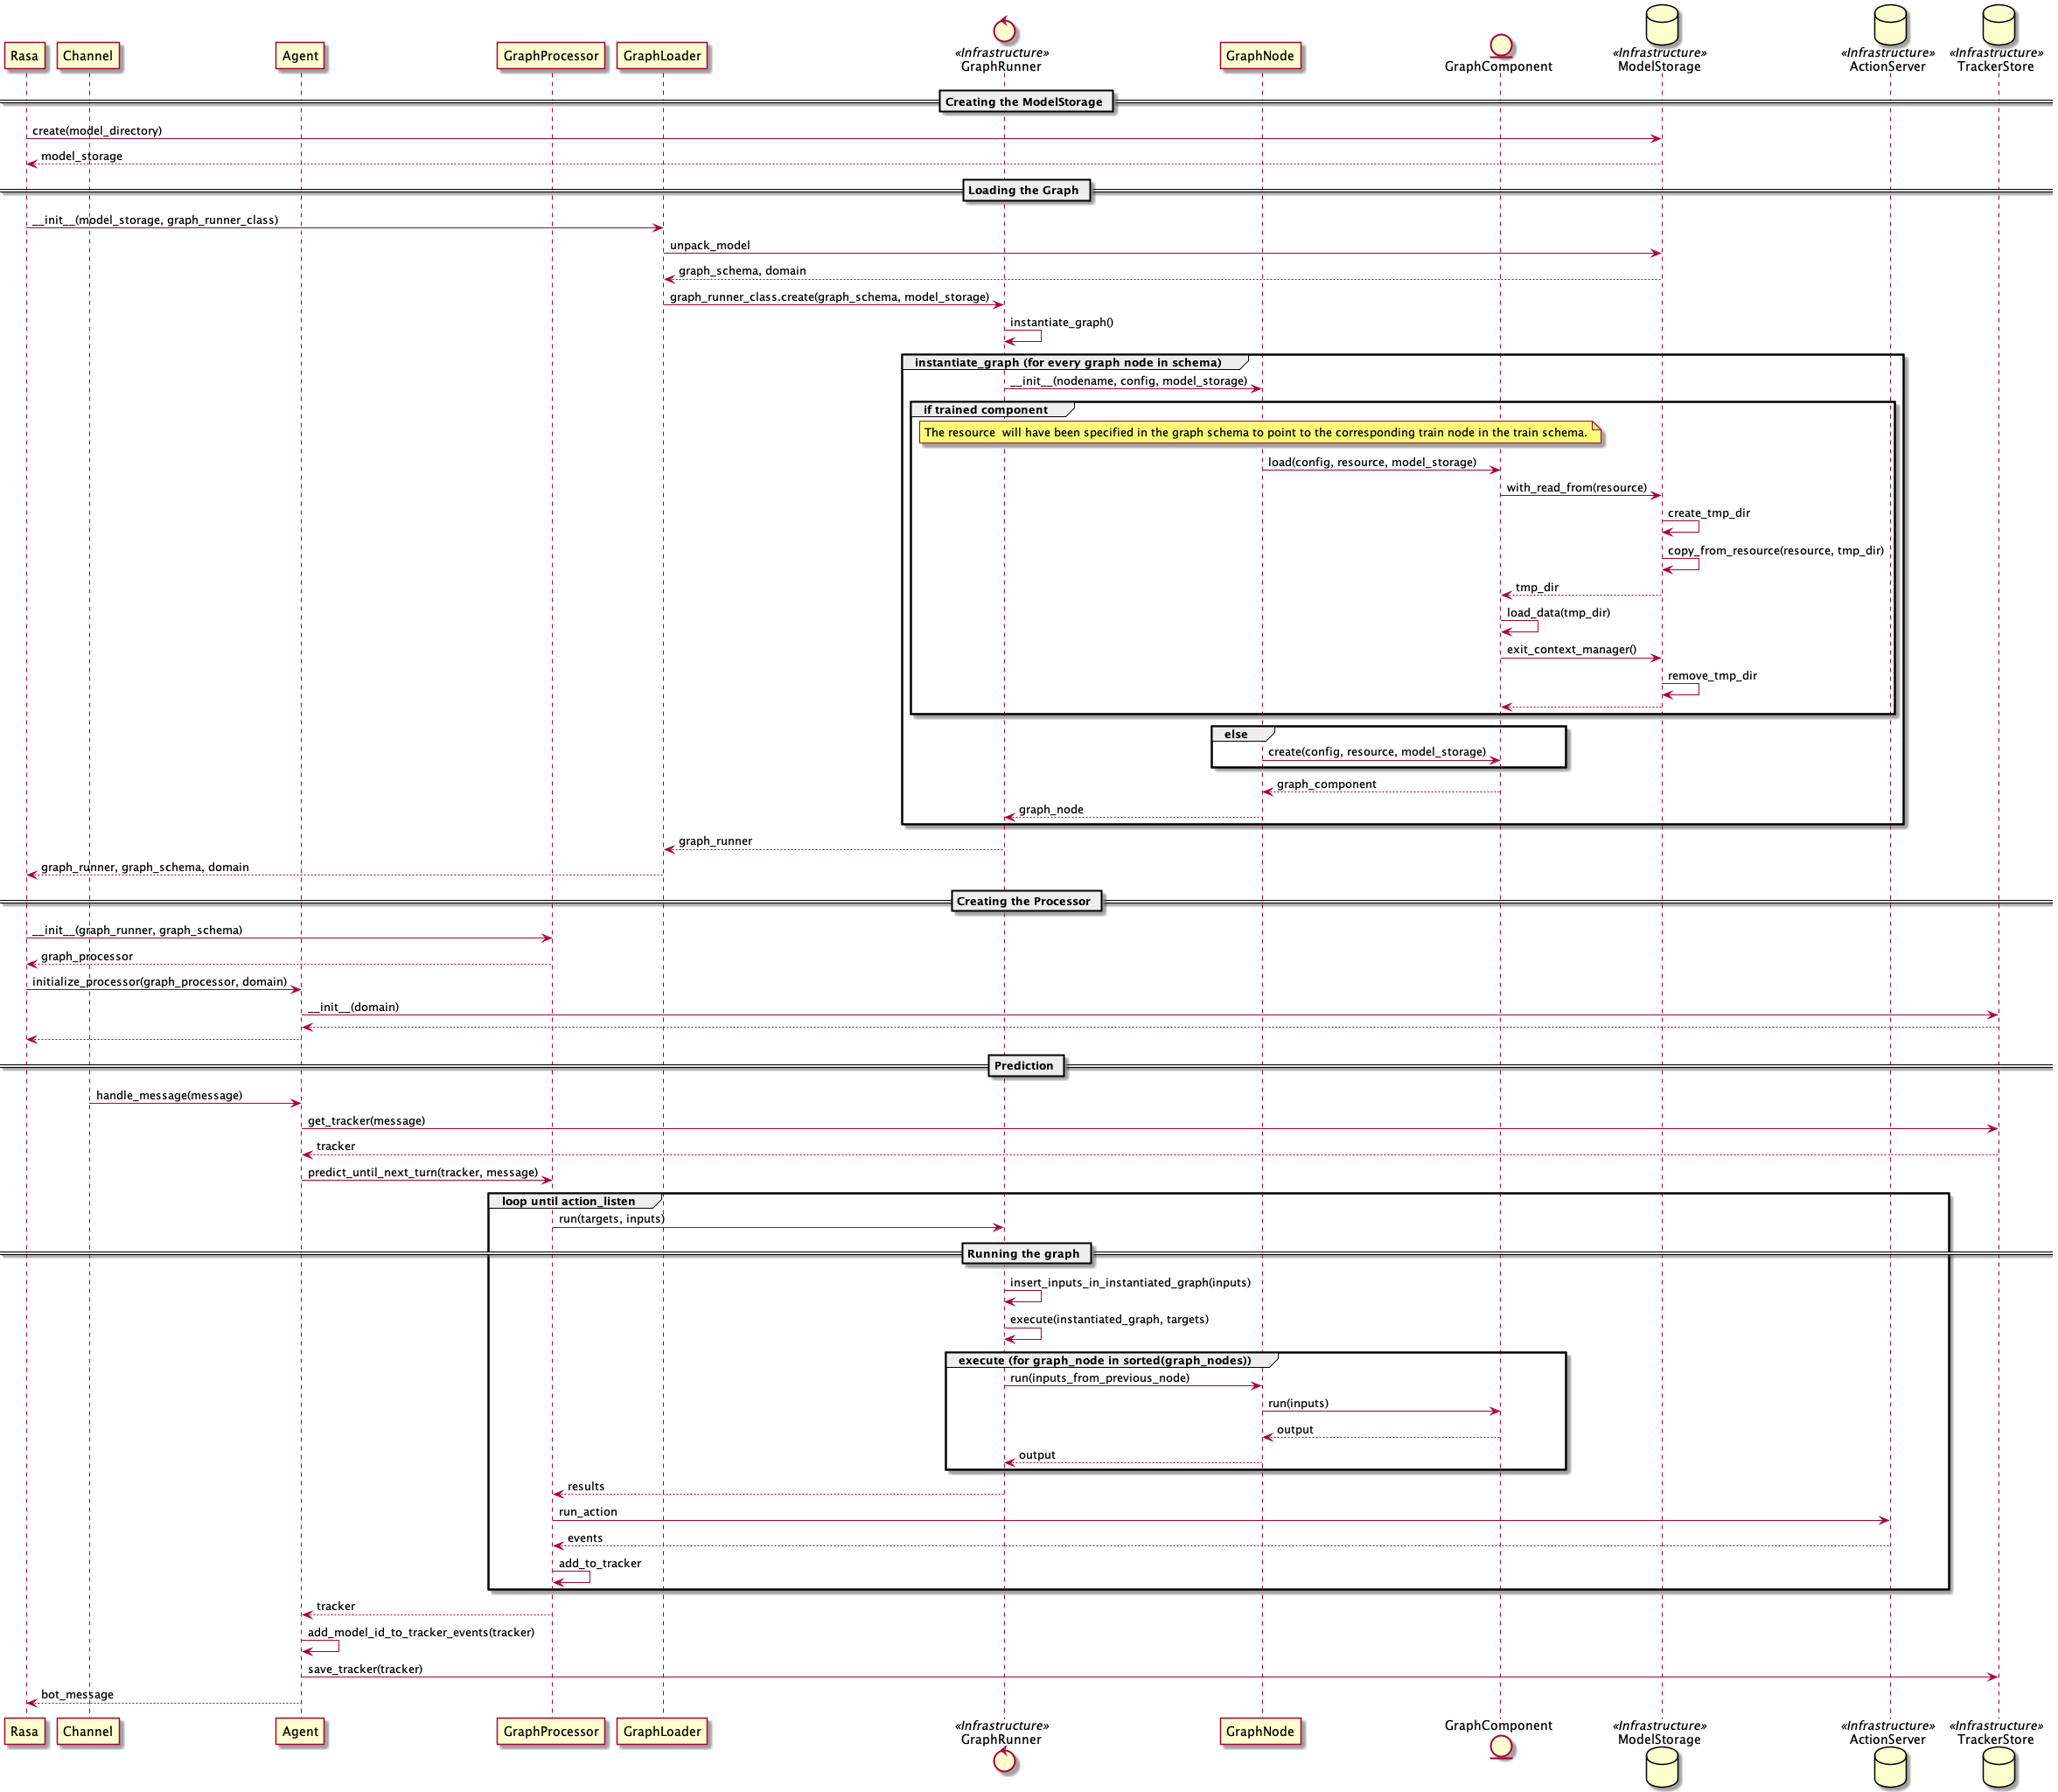 «Infrastructure»
«Infrastructure»
«Infrastructure»
«Infrastructure»
Rasa
Channel
Agent
GraphProcessor
GraphLoader
GraphRunner
GraphNode
GraphComponent
ModelStorage
ActionServer
TrackerStore
Creating the ModelStorage
create(model_directory)
model_storage
Loading the Graph
__init__(model_storage, graph_runner_class)
unpack_model
graph_schema, domain
graph_runner_class.create(graph_schema, model_storage)
instantiate_graph()
instantiate_graph (for every graph node in schema)
__init__(nodename, config, model_storage)
if trained component
The resource  will have been specified in the graph schema to point to the corresponding train node in the train schema.
load(config, resource, model_storage)
with_read_from(resource)
create_tmp_dir
copy_from_resource(resource, tmp_dir)
tmp_dir
load_data(tmp_dir)
exit_context_manager()
remove_tmp_dir
else
create(config, resource, model_storage)
graph_component
graph_node
graph_runner
graph_runner, graph_schema, domain
Creating the Processor
__init__(graph_runner, graph_schema)
graph_processor
initialize_processor(graph_processor, domain)
__init__(domain)
Prediction
handle_message(message)
get_tracker(message)
tracker
predict_until_next_turn(tracker, message)
loop until action_listen
run(targets, inputs)
Running the graph
insert_inputs_in_instantiated_graph(inputs)
execute(instantiated_graph, targets)
execute (for graph_node in sorted(graph_nodes))
run(inputs_from_previous_node)
run(inputs)
output
output
results
run_action
events
add_to_tracker
tracker
add_model_id_to_tracker_events(tracker)
save_tracker(tracker)
bot_message
Rasa
Channel
Agent
GraphProcessor
GraphLoader
«Infrastructure»
GraphRunner
GraphNode
GraphComponent
«Infrastructure»
ModelStorage
«Infrastructure»
ActionServer
«Infrastructure»
TrackerStore